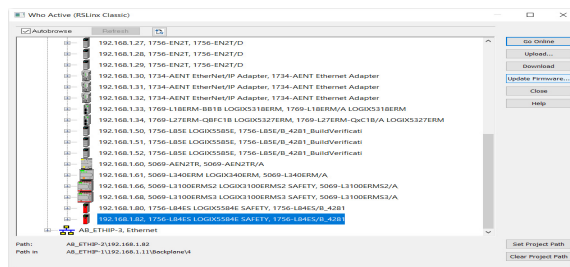 Who Active (RSLinx Classic)
Autobrowse
Refresh
192.168.1.27, 1756-EN2T, 1756-EN2T/D
192.168.1.28, 1756-EN2T, 1756-EN2T/D
192.168.1.29, 1756-EN2T, 1756-EN2T/D
192.168.1.30, 1734-AENT EtherNet/IP Adapter, 1734-AENT Ethernet Adapter
192.168.1.31, 1734-AENT EtherNet/IP Adapter, 1734-AENT Ethernet Adapter
192.168.1.32, 1734-AENT EtherNet/IP Adapter, 1734-AENT Ethernet Adapter
192.168.1.33, 1769-L18ERM-BB1B LOGIX5318ERM, 1769-L18ERM/A LOGIX5318ERM
192.168.1.34, 1769-L27ERM-QBFC1B LOGIX5327ERM, 1769-L27ERM-QxC1B/A LOGIX5327ERM
192.168.1.50, 1756-L85E LOGIX5585E, 1756-L85E/B_4281_BuildVerificati
192.168.1.51, 1756-L85E LOGIX5585E, 1756-L85E/B_4281_BuildVerificati
192.168.1.52, 1756-L85E LOGIX5585E, 1756-L85E/B_4281_BuildVerificati
192.168.1.60, 5069-AEN2TR, 5069-AEN2TR/A
192.168.1.61, 5069-L340ERM LOGIX340ERM, 5069-L340ERM/A
192.168.1.66, 5069-L3100ERMS2 LOGIX3100ERMS2 SAFETY, 5069-L3100ERMS2/A
192.168.1.68, 5069-L3100ERMS3 LOGIX3100ERMS3 SAFETY, 5069-L3100ERMS3/A
192.168.1.80, 1756-L84ES LOGIX5584E SAFETY, 1756-L84ES/B_4281
192.168.1.82, 1756-L84ES LOGIX5584E SAFETY, 1756-L84ES/B_4281
AB_ETHIP-3, Ethernet
Go Online
Upload...
Download
Update Firmware...
Close
Help
Path: AB_ETHIP-2\192.168.1.82
Path in AB_ETHIP-1\192.168.1.11\Backplane\4
Set Project Path
Clear Project Path